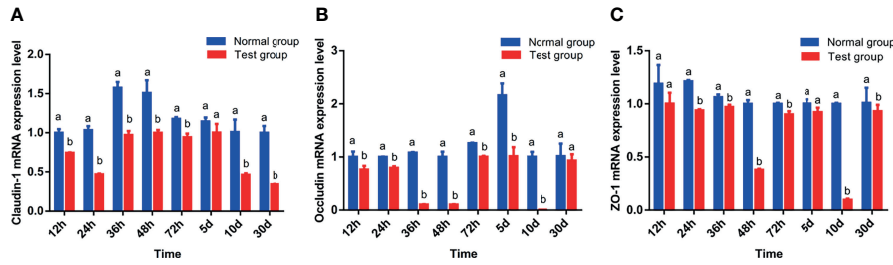 A
Normal group
Test group
Claudin-1 mRNA expression level
2.0
1.5
1.0
0.5
0.0
a b a b a b a b a b a a a b a b
12h 24h 36h 48h 72h 5d 10d 30d
Time
B
Normal group
Test group
Occludin mRNA expression level
3
2
1
0
a b a b a b a b a b a b a b a a
12h 24h 36h 48h 72h 5d 10d 30d
Time
C
Normal group
Test group
ZO-1 mRNA expression level
1.5
1.0
0.5
0.0
a a a b a b a b a b a a a b a b
12h 24h 36h 48h 72h 5d 10d 30d
Time